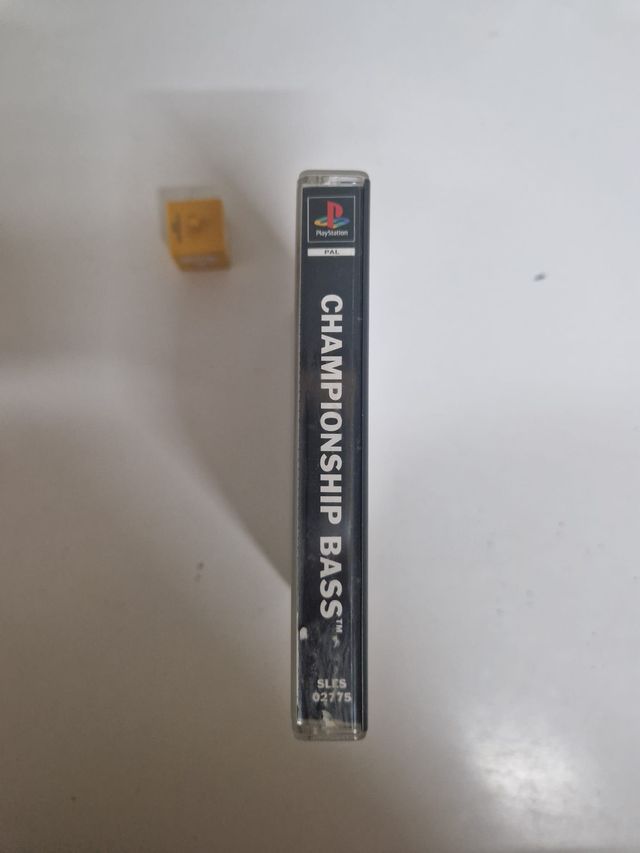 PlayStation
PAL
CHAMPIONSHIP BASS™
SLES
02775